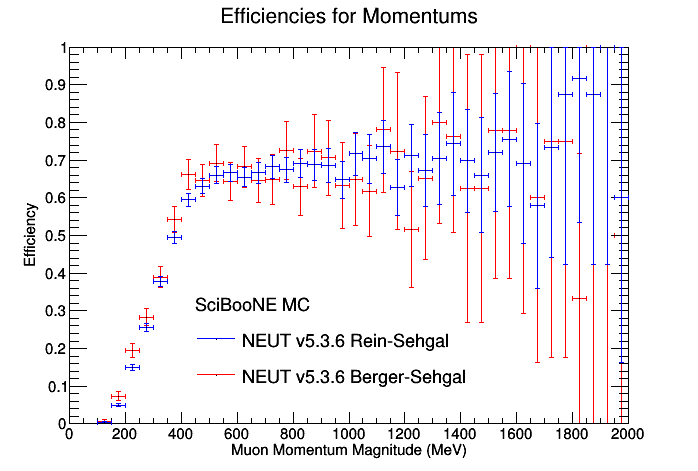 Efficiencies for Momentums
Efficiency
1
0.9
0.8
0.7
0.6
0.5
0.4
0.3
0.2
0.1
0
SciBooNE MC
NEUT v5.3.6 Rein-Sehgal
NEUT v5.3.6 Berger-Sehgal
0 200 400 600 800 1000 1200 1400 1600 1800 2000
Muon Momentum Magnitude (MeV)